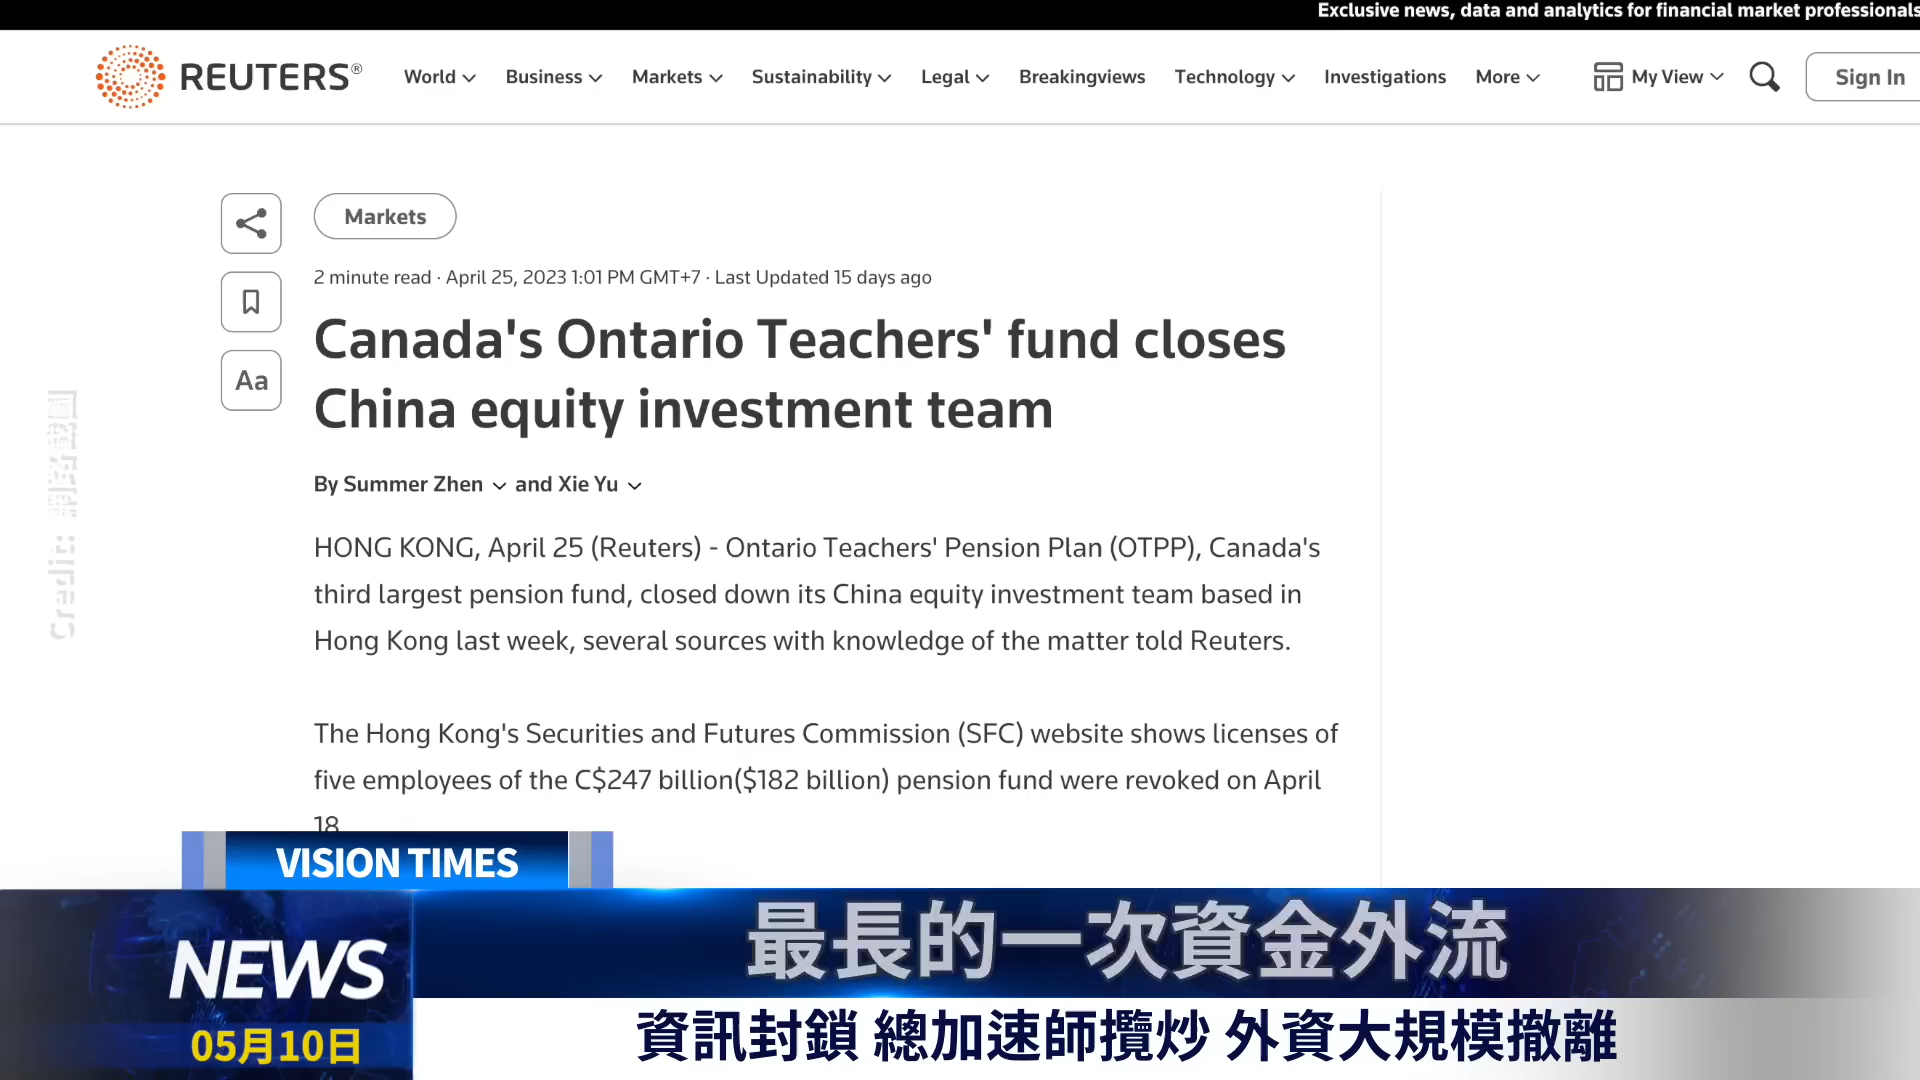 Exclusive news, data and analytics for financial market professionals
REUTERS®
World Business Markets Sustainability Legal Breakingviews Technology Investigations More My View Sign In
Markets
2 minute read · April 25, 2023 1:01 PM GMT+7 · Last Updated 15 days ago
Aa
Canada's Ontario Teachers' fund closes
China equity investment team
By Summer Zhen and Xie Yu
HONG KONG, April 25 (Reuters) - Ontario Teachers' Pension Plan (OTPP), Canada's
third largest pension fund, closed down its China equity investment team based in
Hong Kong last week, several sources with knowledge of the matter told Reuters.
The Hong Kong's Securities and Futures Commission (SFC) website shows licenses of
five employees of the C$247 billion($182 billion) pension fund were revoked on April
18.
Credit: 網路截圖
VISION TIMES
最長的一次資金外流
NEWS
05月10日
資訊封鎖 總加速師攬炒 外資大規模撤離